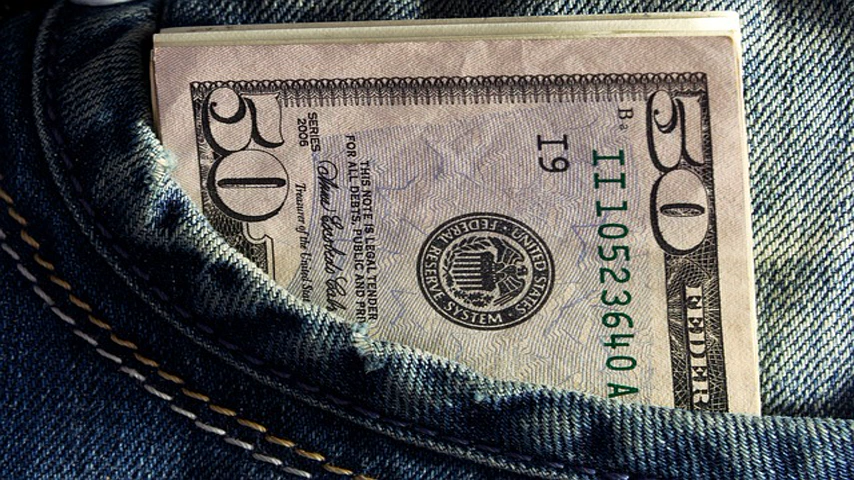 50
SERIES
2006
THIS NOTE IS LEGAL TENDER
FOR ALL DEBTS, PUBLIC AND PRI
Treasurer of the United Sta
UNITED STATES
FEDERAL RESERVE SYSTEM
I9
Ba
II10523640A
50
FEDER